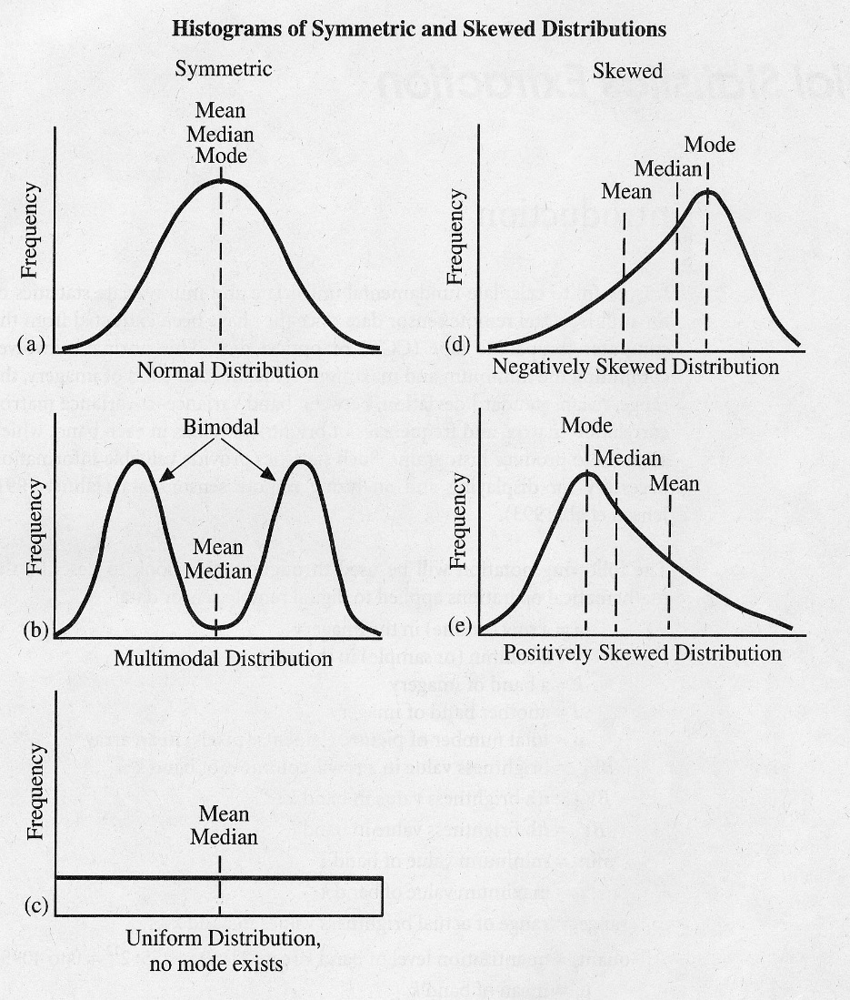 Histograms of Symmetric and Skewed Distributions
Symmetric
Mean
Median
Mode
Frequency
(a)
Normal Distribution
Bimodal
Mean
Median
Frequency
(b)
Multimodal Distribution
Mean
Median
Frequency
(c)
Uniform Distribution,
no mode exists
Skewed
Mode
Median
Mean
Frequency
(d)
Negatively Skewed Distribution
Mode
Median
Mean
Frequency
(e)
Positively Skewed Distribution